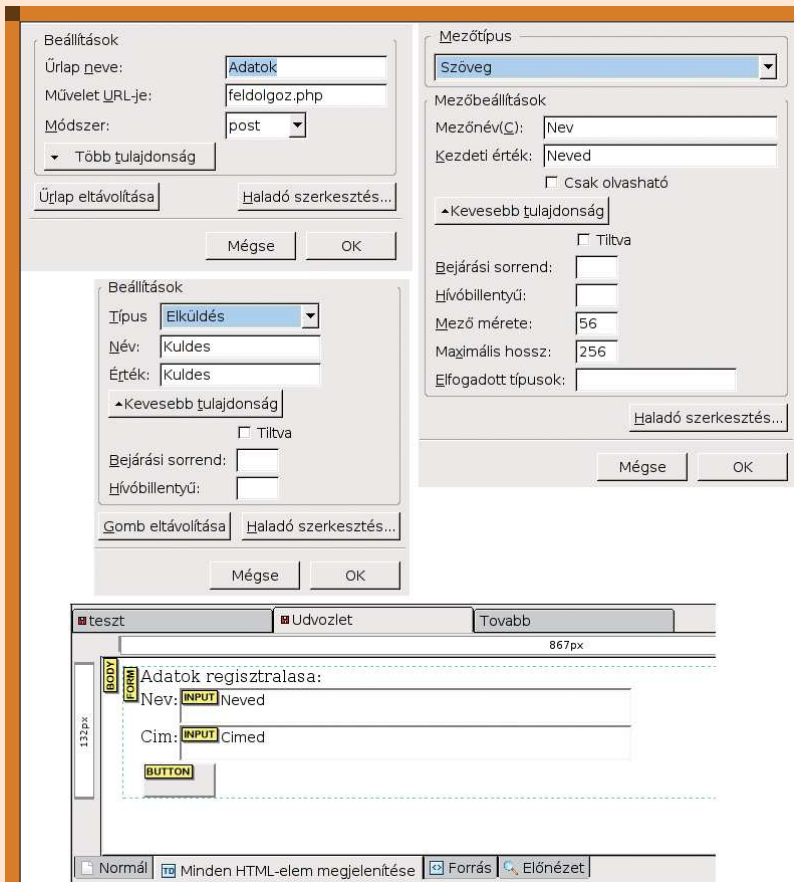 Beállítások
Űrlap neve: Adatok
Művelet URL-je: feldolgoz.php
Módszer: post
Több tulajdonság
Űrlap eltávolítása Haladó szerkesztés...
Mégse OK
Mezőtípus
Szöveg
Mezőbeállítások
Mezőnév(C): Nev
Kezdeti érték: Neved
Csak olvasható
Kevesebb tulajdonság
Tiltva
Bejárási sorrend:
Hívóbillentyű:
Mező mérete: 56
Maximális hossz: 256
Elfogadott típusok:
Haladó szerkesztés...
Mégse OK
Beállítások
Típus Elküldés
Név: Kuldes
Érték: Kuldes
Kevesebb tulajdonság
Tiltva
Bejárási sorrend:
Hívóbillentyű:
Gomb eltávolítása Haladó szerkesztés...
Mégse OK
teszt Udvozlet Tovabb
867px
132px
BODY
FORM
Adatok regisztralasa:
Nev: INPUT Neved
Cim: INPUT Cimed
BUTTON
Normál TD Minden HTML-elem megjelenítése Forrás Előnézet